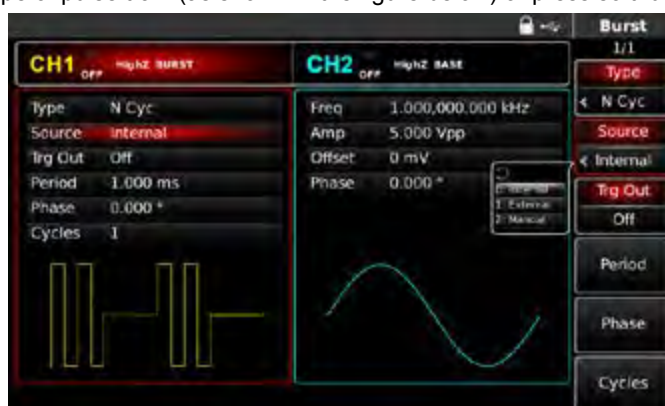 Burst
1/1
CH1 OFF HighZ BURST
CH2 OFF HighZ BASE
Type
N Cyc
Type N Cyc
Source Internal
Trg Out Off
Period 1.000 ms
Phase 0.000 °
Cycles 1
Freq 1.000,000,000 kHz
Amp 5.000 Vpp
Offset 0 mV
Phase 0.000 °
0: Internal
1: External
2: Manual
Source
Internal
Trg Out
Off
Period
Phase
Cycles